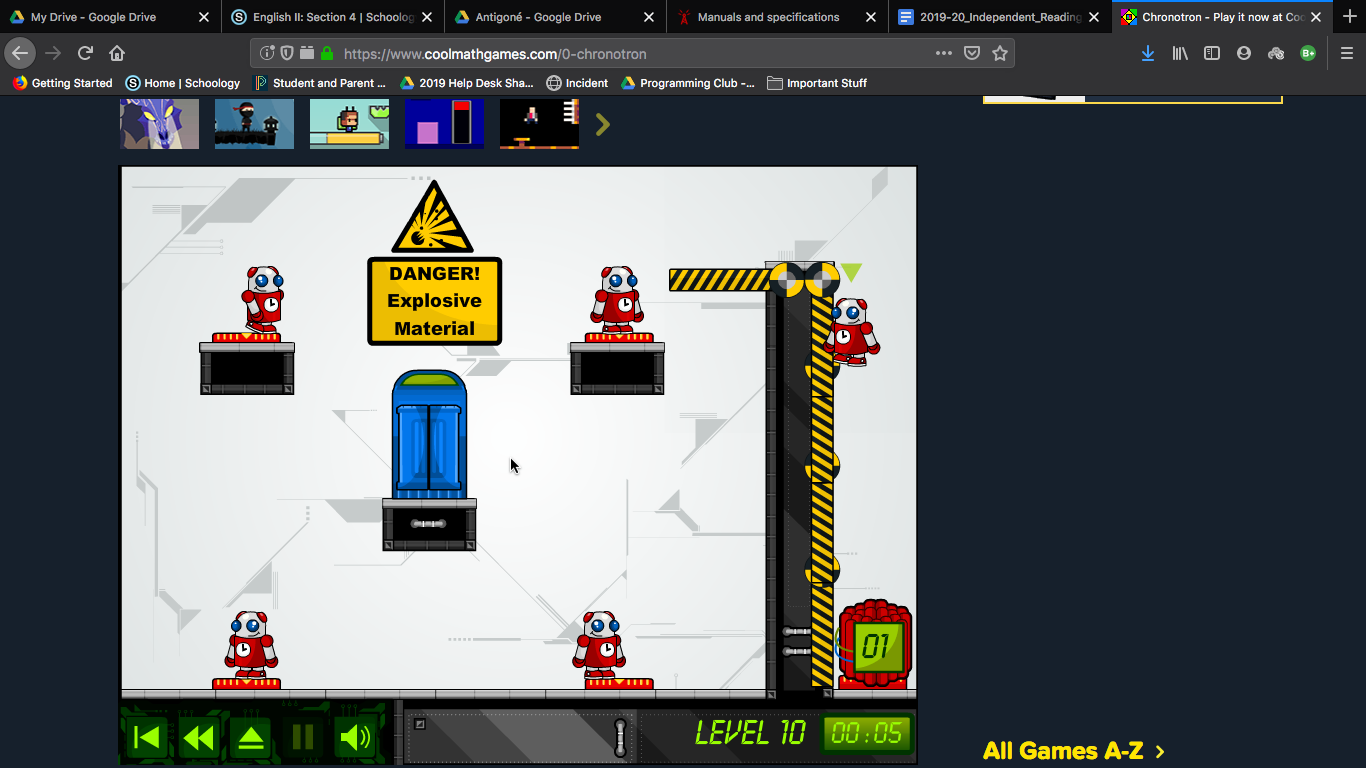 My Drive - Google Drive
English II: Section 4 | Schoolog
Antigoné - Google Drive
Manuals and specifications
2019-20_Independent_Reading
Chronotron - Play it now at Coo
https://www.coolmathgames.com/0-chronotron
B+
Getting Started
Home | Schoology
Student and Parent ...
2019 Help Desk Sha...
Incident
Programming Club -...
Important Stuff
DANGER!
Explosive
Material
01
LEVEL 10
00:05
All Games A-Z